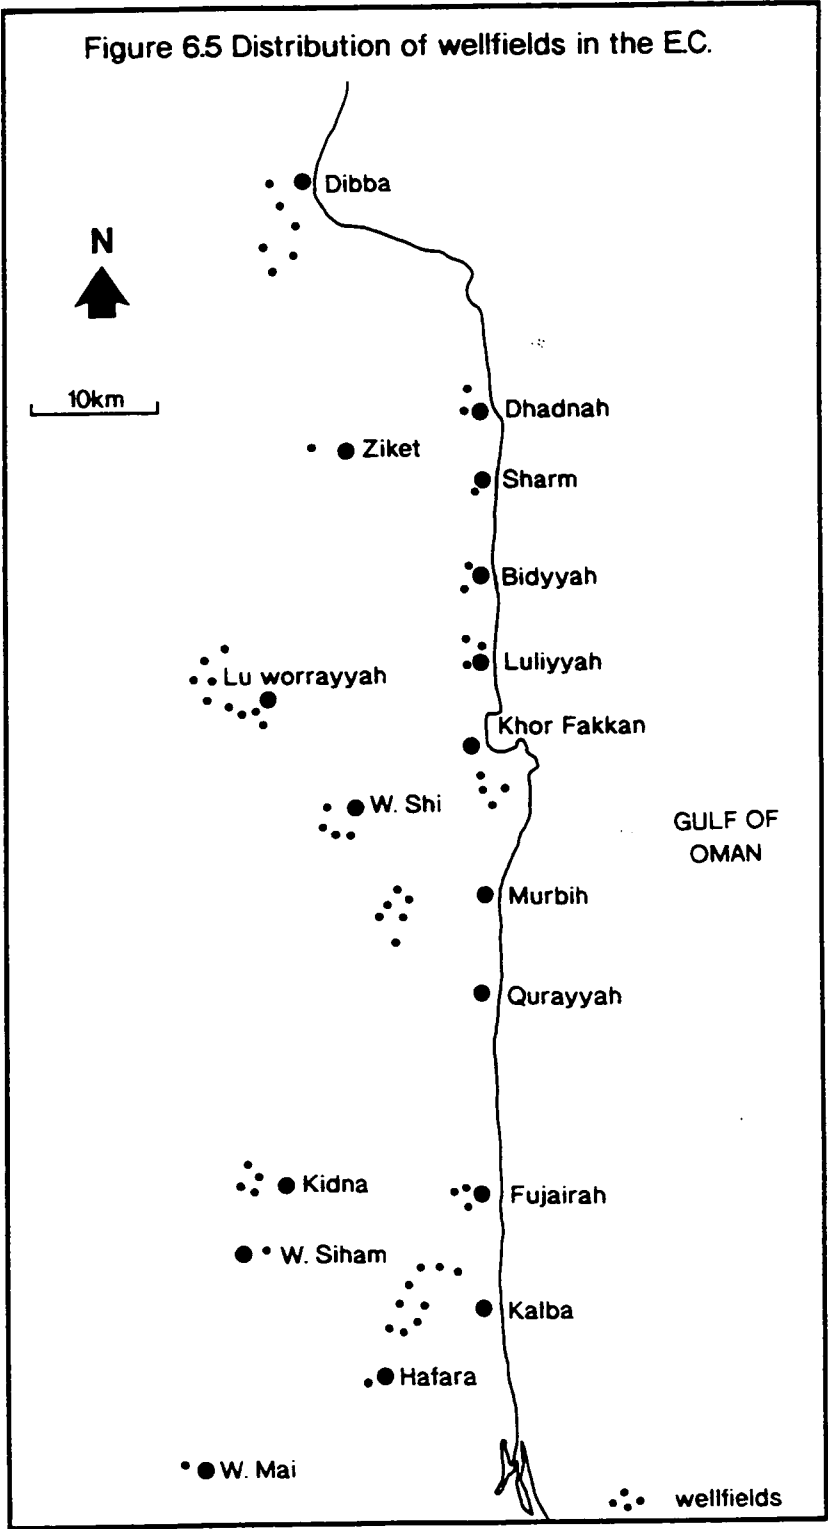 Figure 6.5 Distribution of wellfields in the E.C.
Dibba
N
10km
Dhadnah
Ziket
Sharm
Bidyyah
Luliyyah
Lu worrayyah
Khor Fakkan
W. Shi
GULF OF
OMAN
Murbih
Qurayyah
Kidna
Fujairah
W. Siham
Kalba
Hafara
W. Mai
wellfields